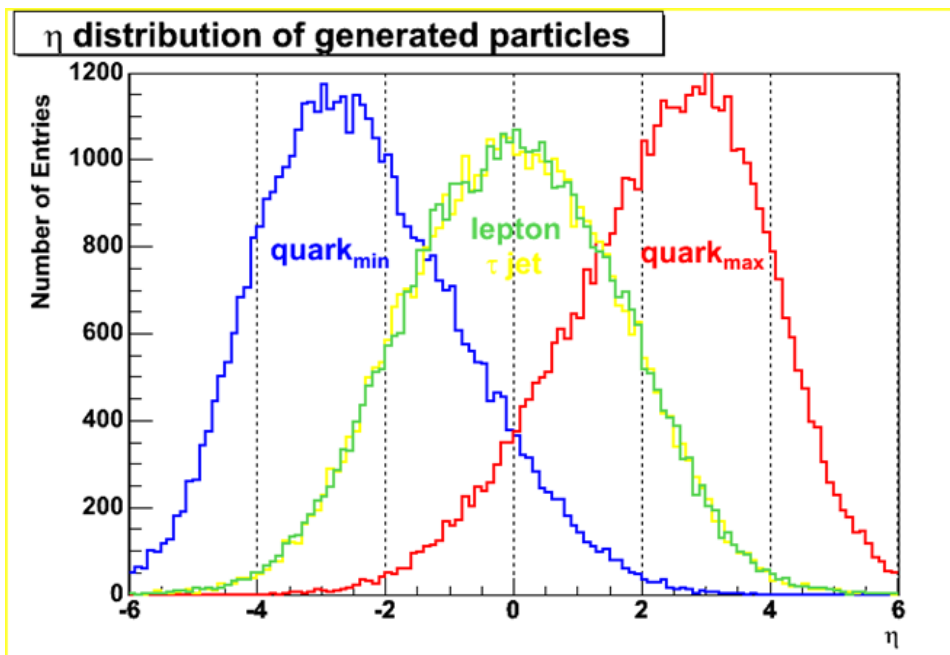 η distribution of generated particles
Number of Entries
1200
1000
800
600
400
200
0
quark_min
lepton
τ jet
quark_max
-6
-4
-2
0
2
4
6
η